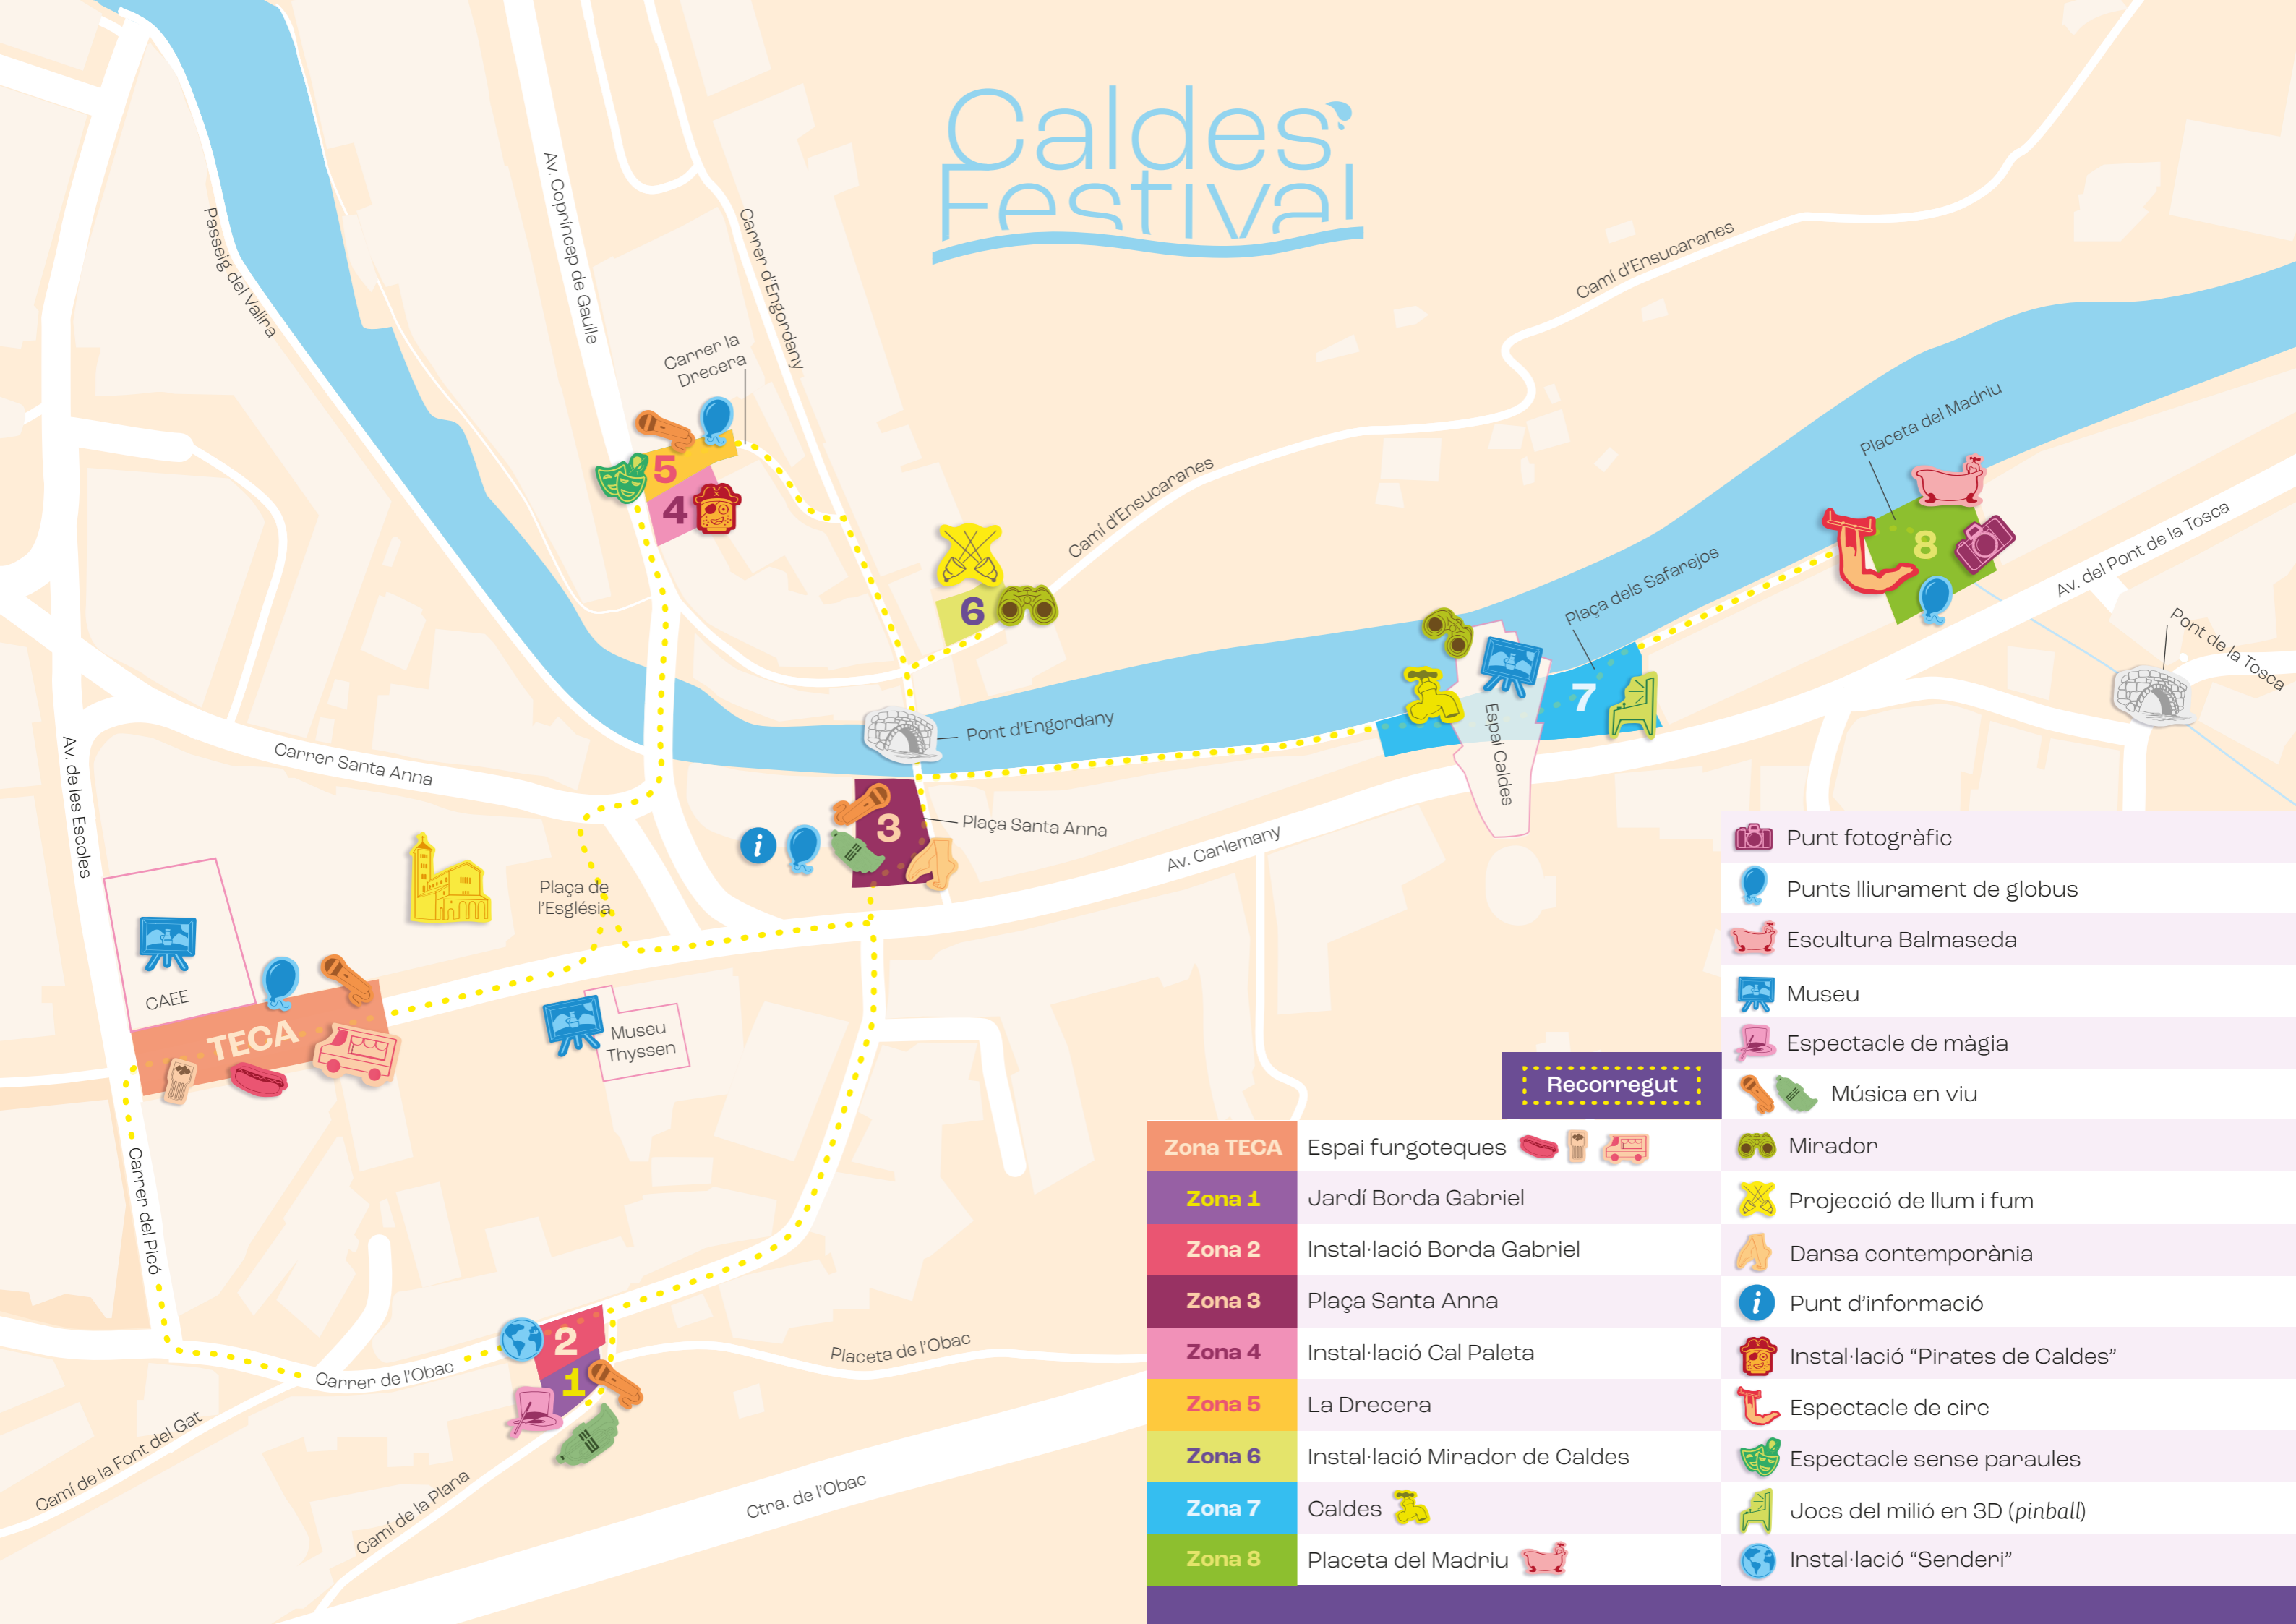 Caldes
Festival
Passeig del Valira
Av. Copríncep de Gaulle
Carrer d'Engordany
Carrer la
Drecera
5
4
6
Camí d'Ensucaranes
Camí d'Ensucaranes
Placeta del Madriu
8
Av. del Pont de la Tosca
Pont de la Tosca
Plaça dels Safarejos
7
Espai Caldes
Pont d'Engordany
Plaça Santa Anna
3
i
Av. Carlemany
Carrer Santa Anna
Av. de les Escoles
Plaça de
l'Església
CAEE
TECA
Museu
Thyssen
Carrer del Picó
2
1
Carrer de l'Obac
Placeta de l'Obac
Camí de la Font del Gat
Camí de la Plana
Ctra. de l'Obac
Recorregut
Zona TECA Espai furgoteques
Zona 1 Jardí Borda Gabriel
Zona 2 Instal·lació Borda Gabriel
Zona 3 Plaça Santa Anna
Zona 4 Instal·lació Cal Paleta
Zona 5 La Drecera
Zona 6 Instal·lació Mirador de Caldes
Zona 7 Caldes
Zona 8 Placeta del Madriu
Punt fotogràfic
Punts lliurament de globus
Escultura Balmaseda
Museu
Espectacle de màgia
Música en viu
Mirador
Projecció de llum i fum
Dansa contemporània
i Punt d'informació
Instal·lació “Pirates de Caldes”
Espectacle de circ
Espectacle sense paraules
Jocs del milió en 3D (pinball)
Instal·lació “Senderi”